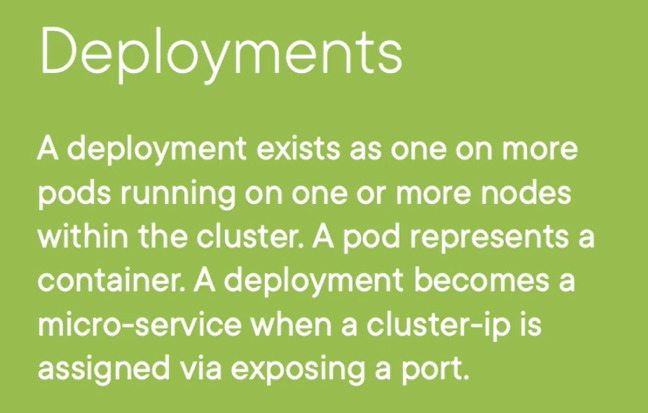 Deployments
A deployment exists as one on more
pods running on one or more nodes
within the cluster. A pod represents a
container. A deployment becomes a
micro-service when a cluster-ip is
assigned via exposing a port.